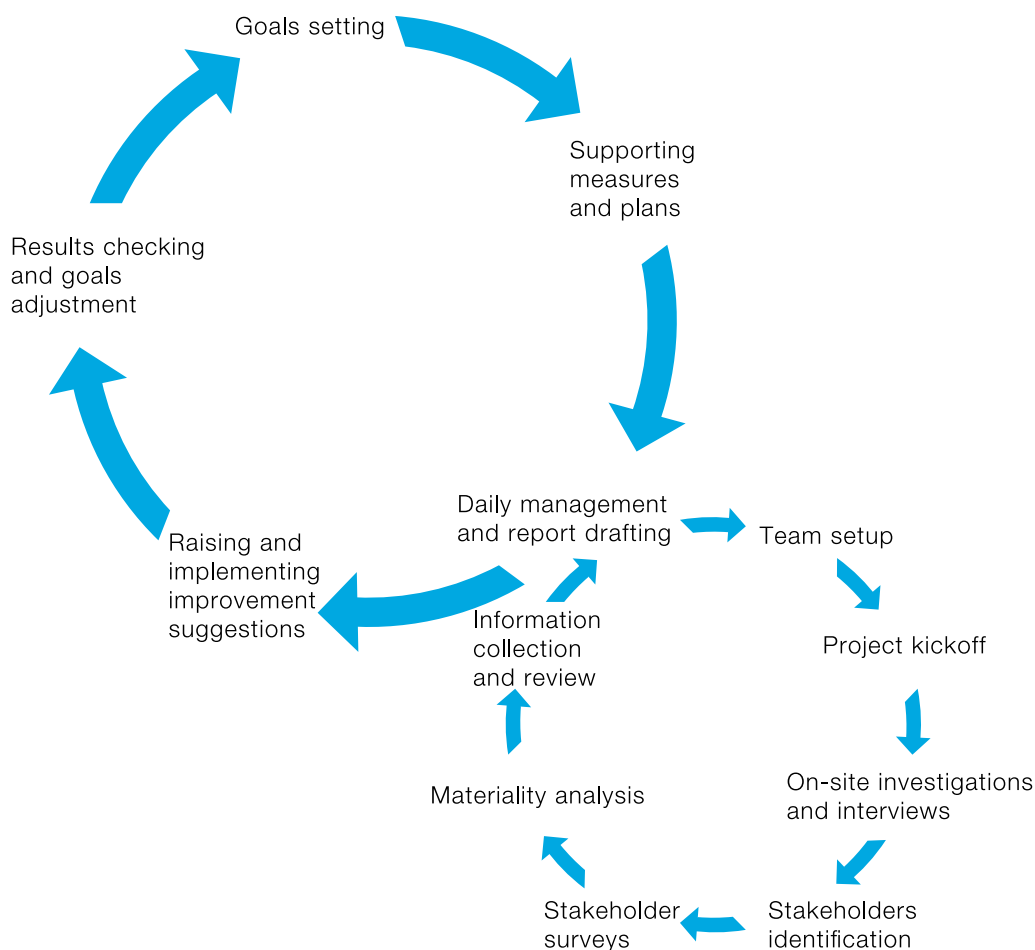 Goals setting
Supporting
measures
and plans
Results checking
and goals
adjustment
Daily management
and report drafting
Team setup
Raising and
implementing
improvement
suggestions
Information
collection
and review
Project kickoff
Materiality analysis
On-site investigations
and interviews
Stakeholder
surveys
Stakeholders
identification